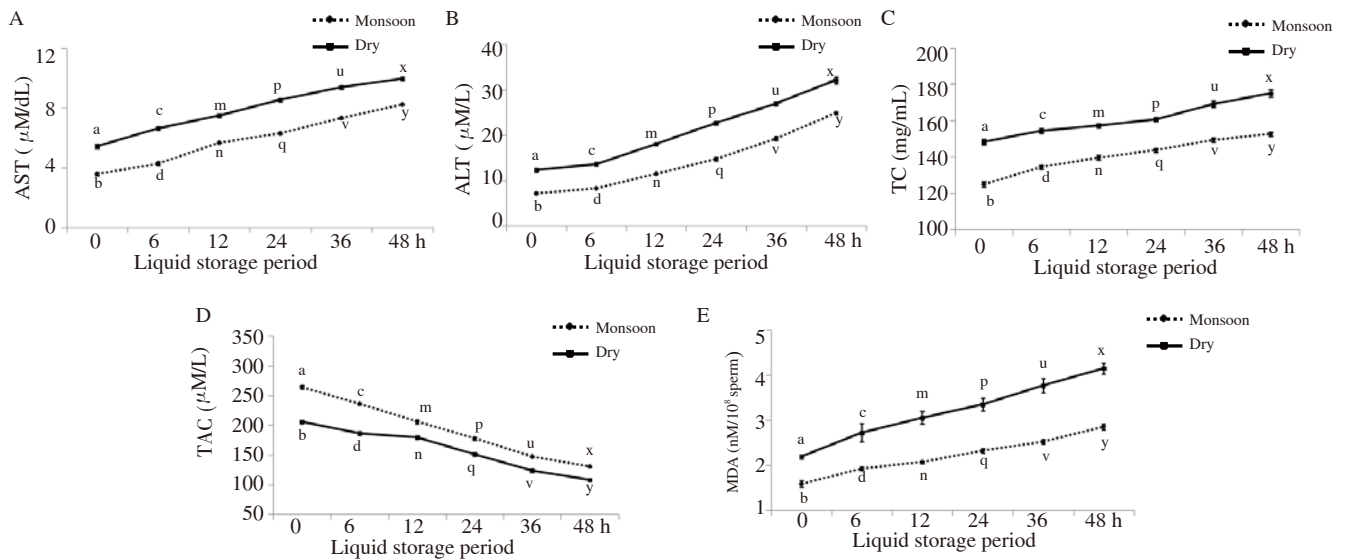 A
Monsoon
Dry
AST ( μM/dL)
12
8
4
0
a c m p u x
b d n q v y
0 6 12 24 36 48 h
Liquid storage period
B
Monsoon
Dry
ALT ( μM/L)
40
30
20
10
0
a c m p u x
b d n q v y
0 6 12 24 36 48 h
Liquid storage period
C
Monsoon
Dry
TC (mg/mL)
200
180
160
140
120
100
a c m p u x
b d n q v y
0 6 12 24 36 48 h
Liquid storage period
D
Monsoon
Dry
TAC ( μM/L)
350
300
250
200
150
100
50
a c m p u x
b d n q v y
0 6 12 24 36 48 h
Liquid storage period
E
Monsoon
Dry
MDA (nM/10⁸ sperm)
5
4
3
2
1
a c m p u x
b d n q v y
0 6 12 24 36 48 h
Liquid storage period